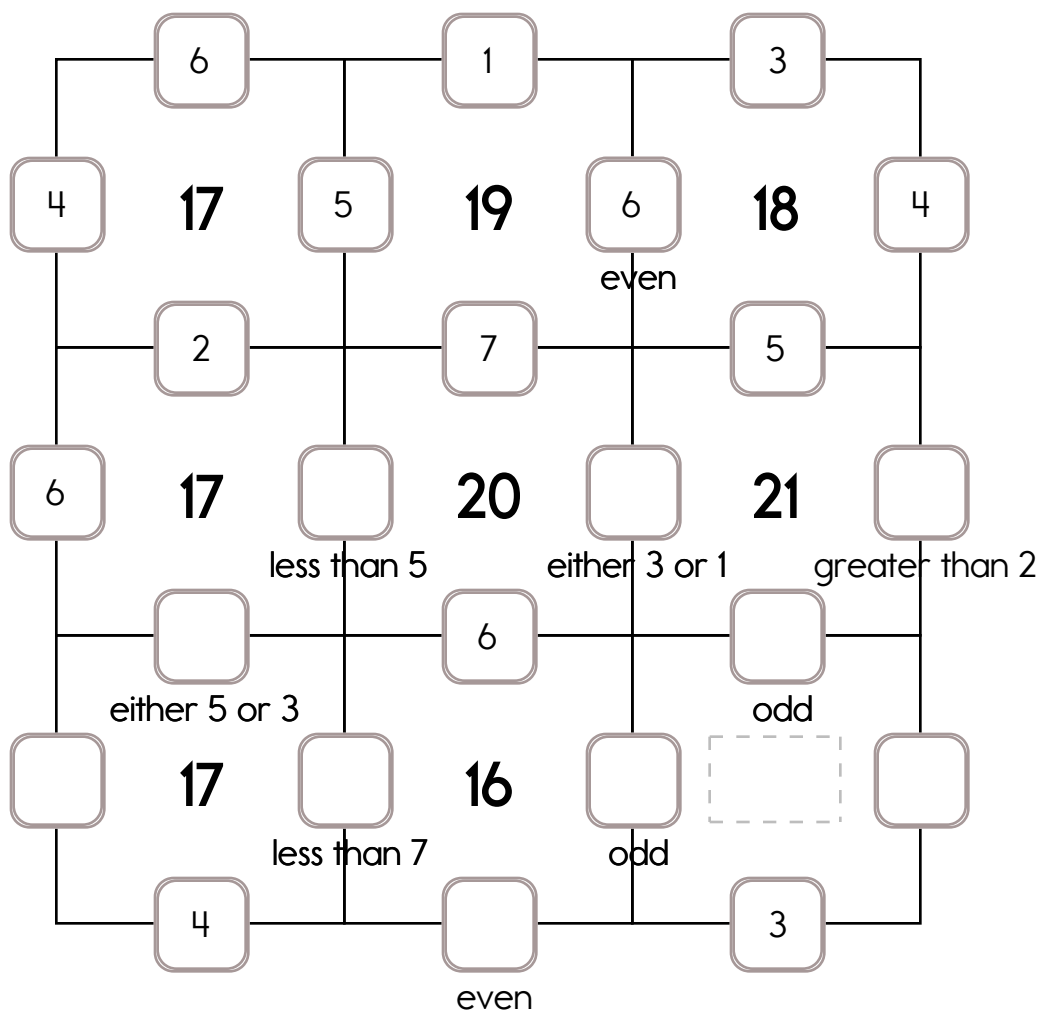 6 1 3
4 17 5 19 6 18 4
even
2 7 5
6 17 20 21
less than 5 either 3 or 1 greater than 2
6
either 5 or 3 odd
17 16
less than 7 odd
4 3
even